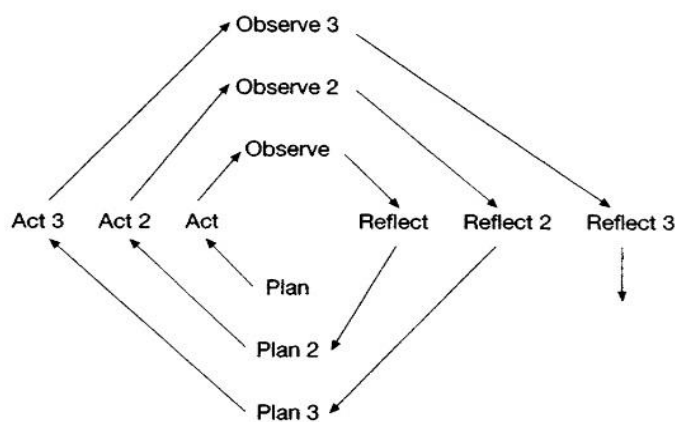 Observe 3
Observe 2
Observe
Act 3 Act 2 Act Reflect Reflect 2 Reflect 3
Plan
Plan 2
Plan 3